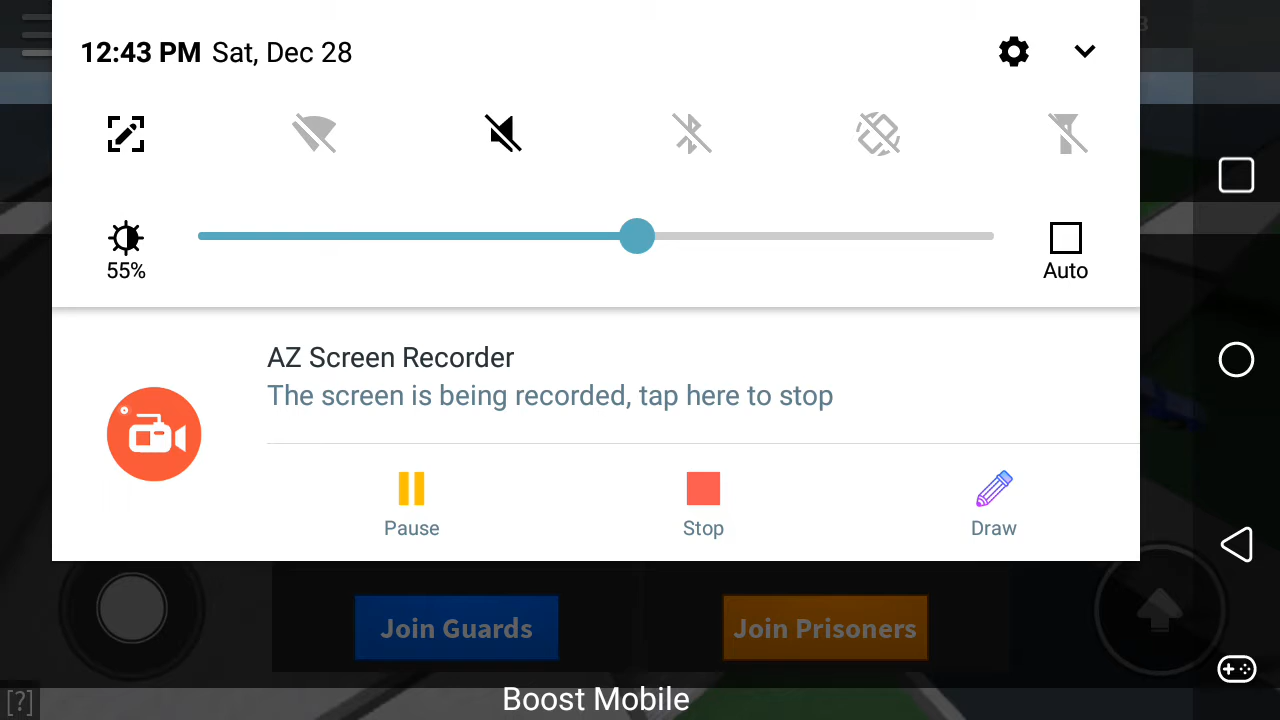 12:43 PM Sat, Dec 28
55%
Auto
AZ Screen Recorder
The screen is being recorded, tap here to stop
Pause
Stop
Draw
Join Guards
Join Prisoners
[?]
Boost Mobile